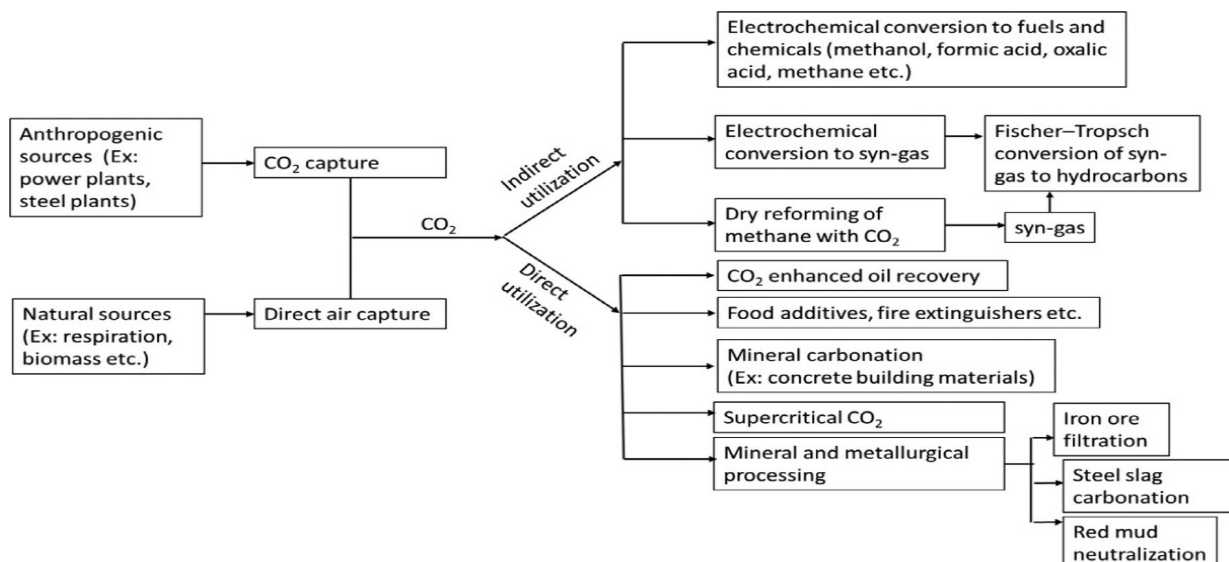 Anthropogenic
sources (Ex:
power plants,
steel plants)
CO₂ capture
Natural sources
(Ex: respiration,
biomass etc.)
Direct air capture
CO₂
Indirect
utilization
Direct
utilization
Electrochemical conversion to fuels and
chemicals (methanol, formic acid, oxalic
acid, methane etc.)
Electrochemical
conversion to syn-gas
Fischer–Tropsch
conversion of syn-
gas to hydrocarbons
Dry reforming of
methane with CO₂
syn-gas
CO₂ enhanced oil recovery
Food additives, fire extinguishers etc.
Mineral carbonation
(Ex: concrete building materials)
Supercritical CO₂
Mineral and metallurgical
processing
Iron ore
filtration
Steel slag
carbonation
Red mud
neutralization